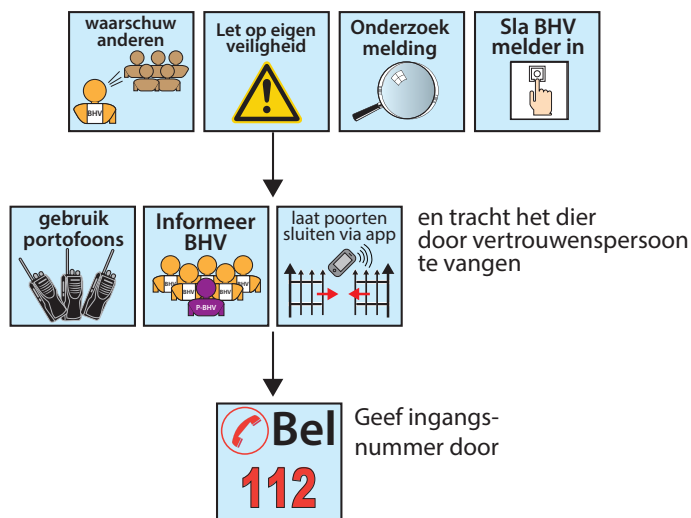 waarschuw
anderen
BHV
Let op eigen
veiligheid
Onderzoek
melding
Sla BHV
melder in
gebruik
portofoons
Informeer
BHV
BHV
BHV
BHV
BHV
P-BHV
laat poorten
sluiten via app
en tracht het dier
door vertrouwenspersoon
te vangen
Bel
112
Geef ingangs-
nummer door